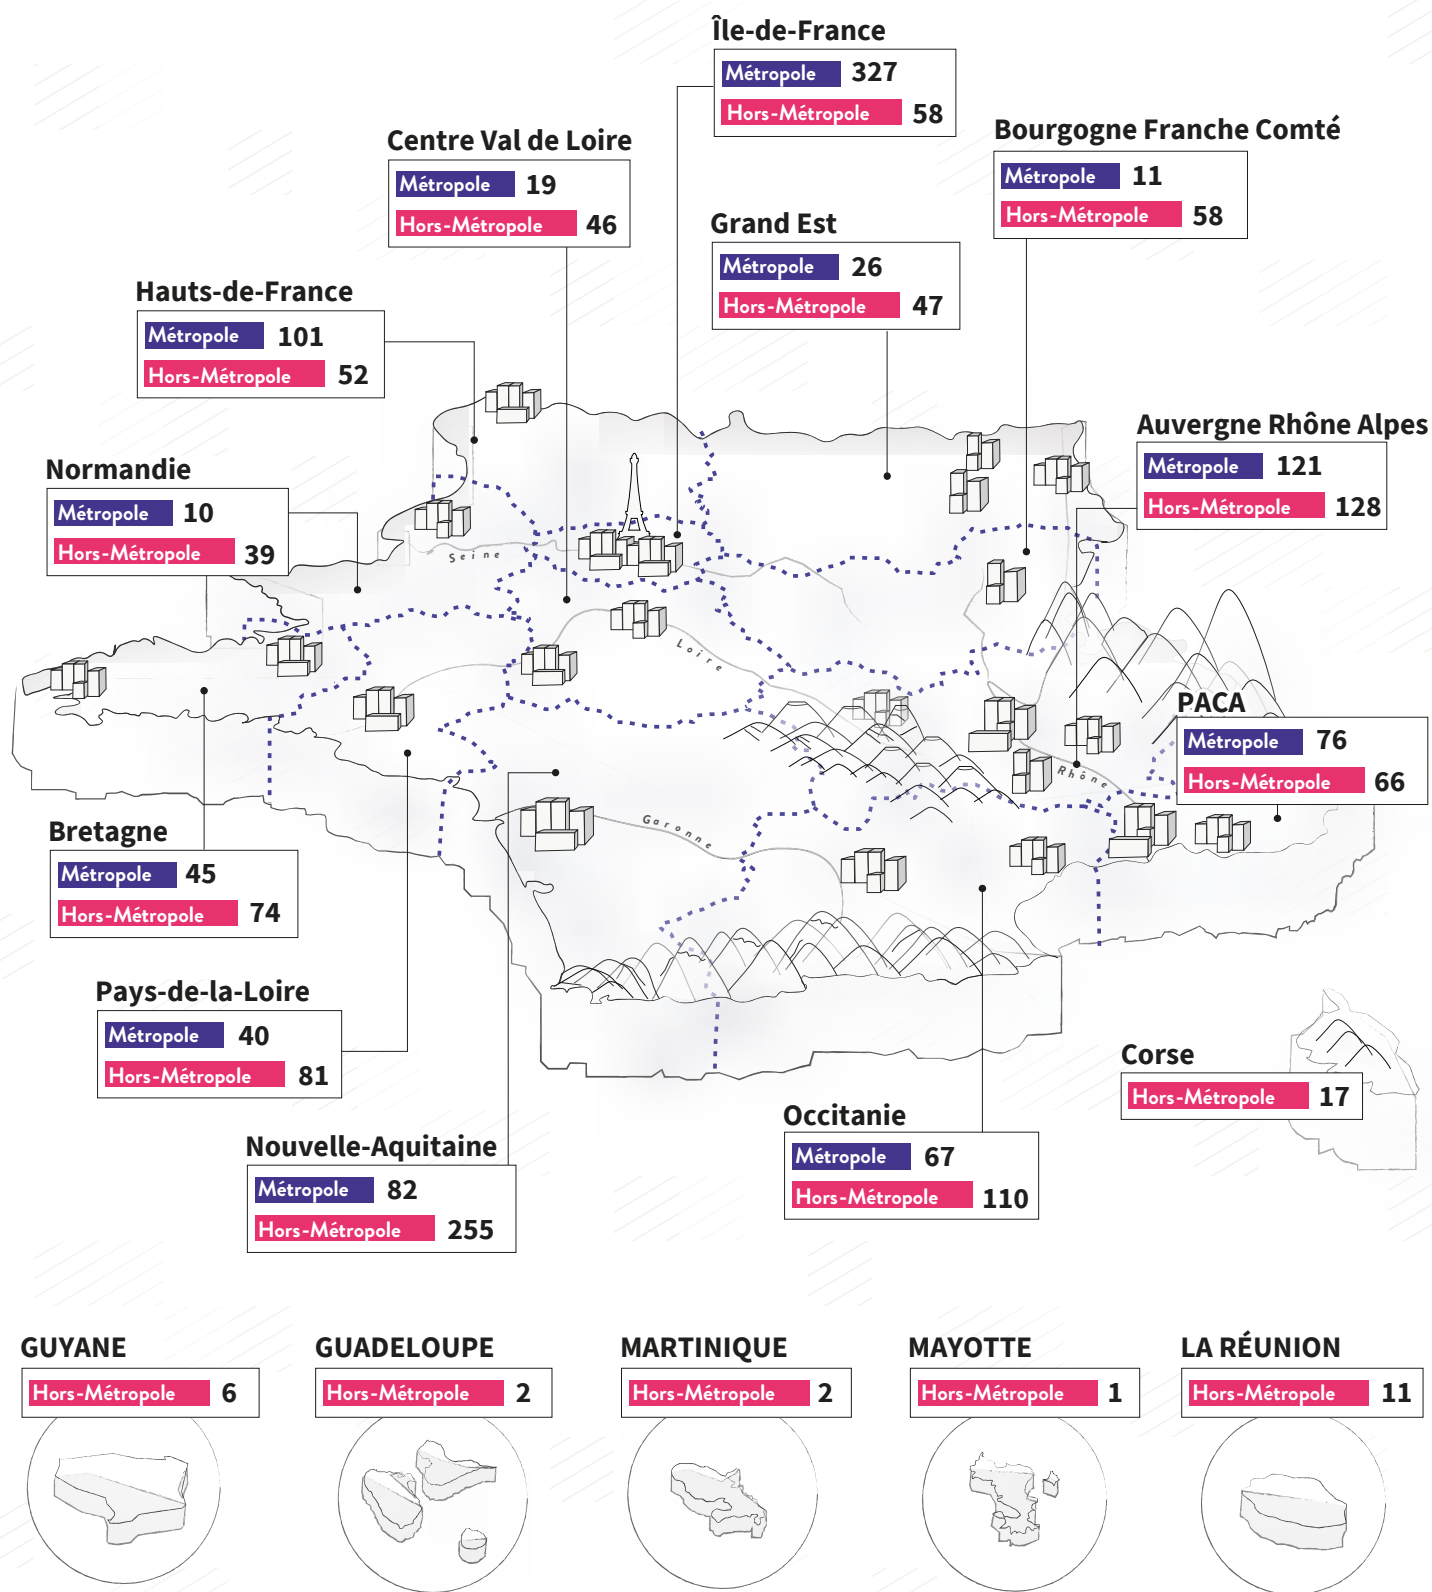 Île-de-France
Métropole 327
Hors-Métropole 58
Centre Val de Loire
Métropole 19
Hors-Métropole 46
Bourgogne Franche Comté
Métropole 11
Hors-Métropole 58
Grand Est
Métropole 26
Hors-Métropole 47
Hauts-de-France
Métropole 101
Hors-Métropole 52
Auvergne Rhône Alpes
Métropole 121
Hors-Métropole 128
Normandie
Métropole 10
Hors-Métropole 39
Seine
Loire
PACA
Métropole 76
Hors-Métropole 66
Rhône
Garonne
Bretagne
Métropole 45
Hors-Métropole 74
Pays-de-la-Loire
Métropole 40
Hors-Métropole 81
Corse
Hors-Métropole 17
Occitanie
Métropole 67
Hors-Métropole 110
Nouvelle-Aquitaine
Métropole 82
Hors-Métropole 255
GUYANE
Hors-Métropole 6
GUADELOUPE
Hors-Métropole 2
MARTINIQUE
Hors-Métropole 2
MAYOTTE
Hors-Métropole 1
LA RÉUNION
Hors-Métropole 11